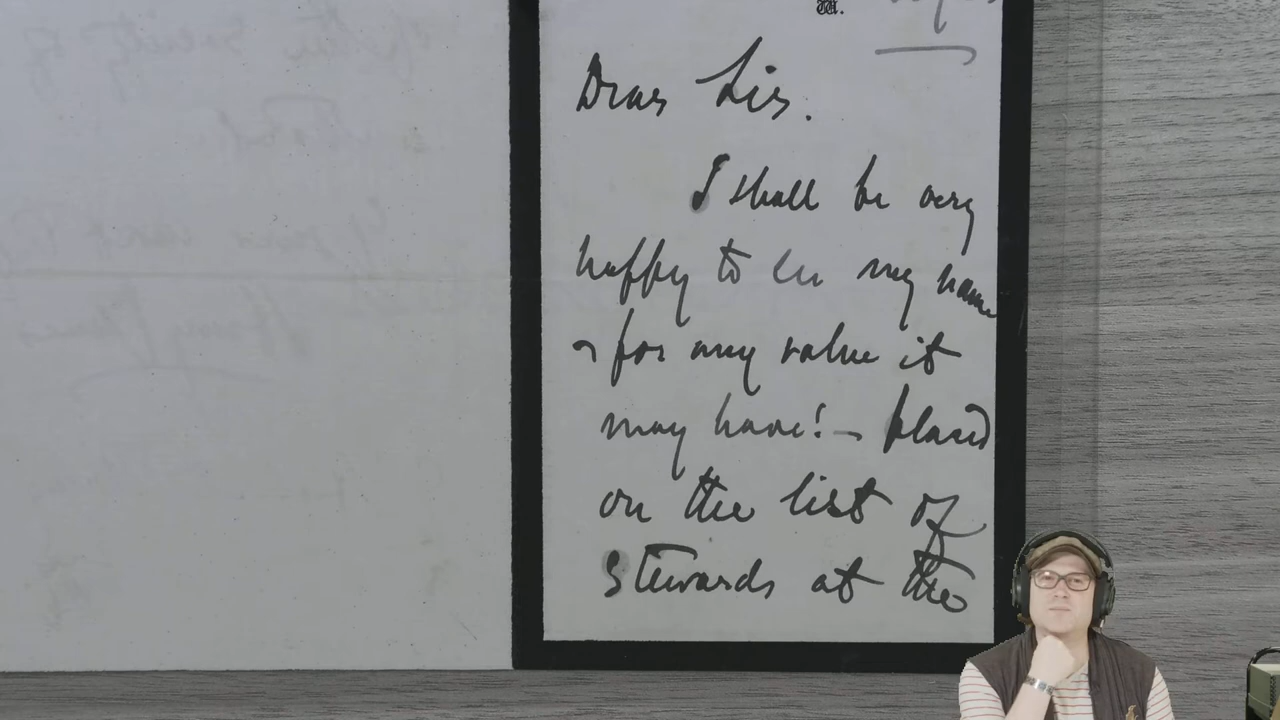 W.
Dear Sir.
I shall be very
happy to let my name
- for any value it
may have! - placed
on the list of
Stewards at the